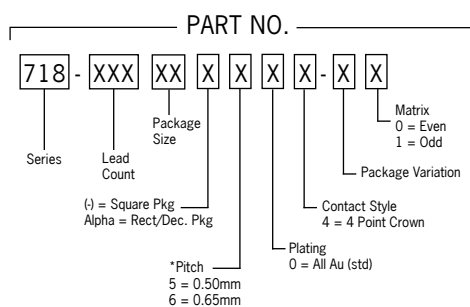 PART NO.
718 - XXX XX X X X X - X X
Matrix
0 = Even
1 = Odd
Package
Size
Series
Lead
Count
Package Variation
(-) = Square Pkg
Alpha = Rect/Dec. Pkg
Contact Style
4 = 4 Point Crown
Plating
0 = All Au (std)
*Pitch
5 = 0.50mm
6 = 0.65mm